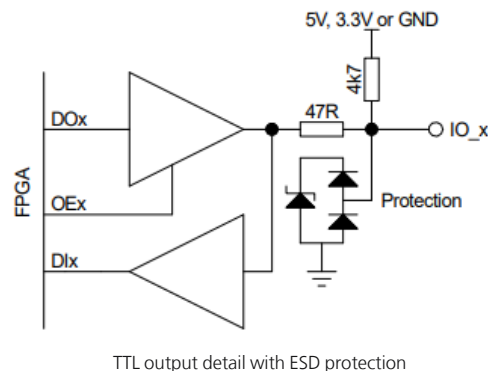 5V, 3.3V or GND
4k7
47R
DOx
IO_x
FPGA
OEx
Protection
DIx
TTL output detail with ESD protection